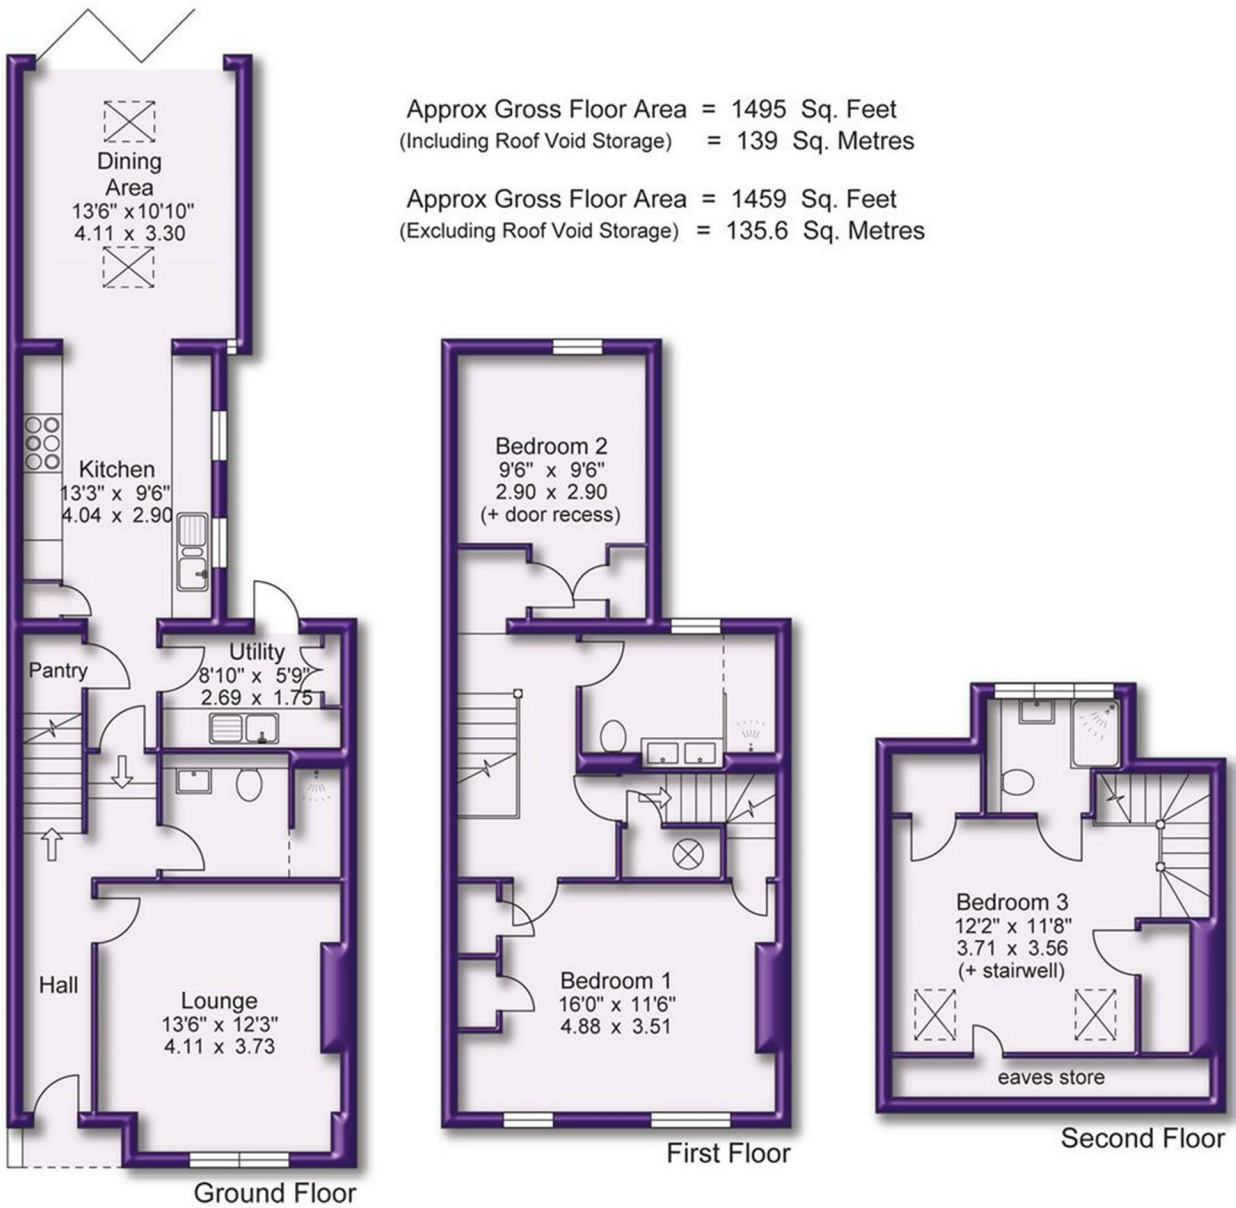 Approx Gross Floor Area = 1495 Sq. Feet
(Including Roof Void Storage) = 139 Sq. Metres
Approx Gross Floor Area = 1459 Sq. Feet
(Excluding Roof Void Storage) = 135.6 Sq. Metres
Dining
Area
13'6" x 10'10"
4.11 x 3.30
Kitchen
13'3" x 9'6"
4.04 x 2.90
Pantry
Utility
8'10" x 5'9"
2.69 x 1.75
Hall
Lounge
13'6" x 12'3"
4.11 x 3.73
Ground Floor
Bedroom 2
9'6" x 9'6"
2.90 x 2.90
(+ door recess)
Bedroom 1
16'0" x 11'6"
4.88 x 3.51
First Floor
Bedroom 3
12'2" x 11'8"
3.71 x 3.56
(+ stairwell)
eaves store
Second Floor